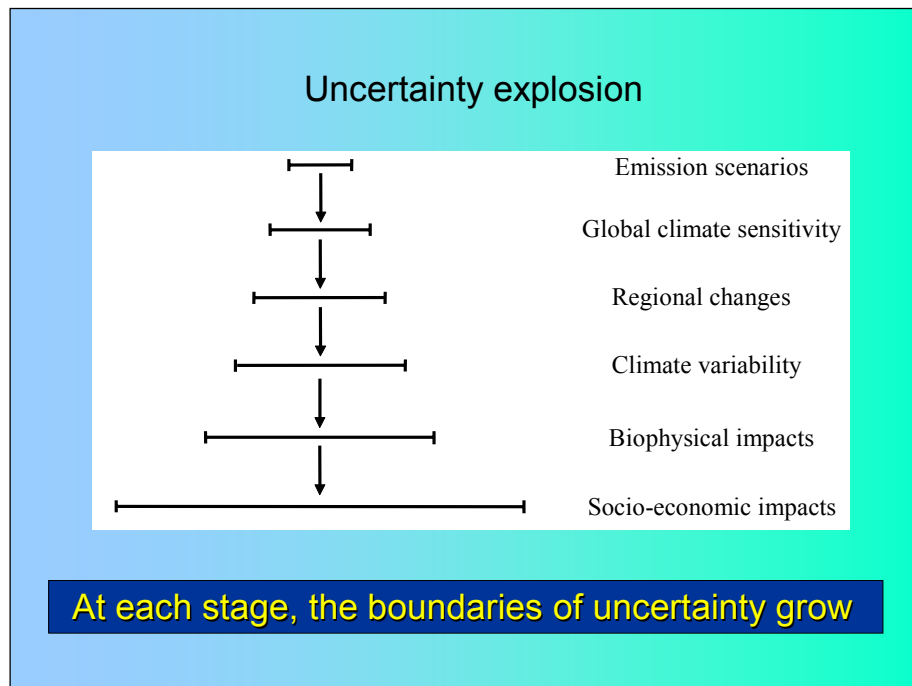 Uncertainty explosion
Emission scenarios
Global climate sensitivity
Regional changes
Climate variability
Biophysical impacts
Socio-economic impacts
At each stage, the boundaries of uncertainty grow